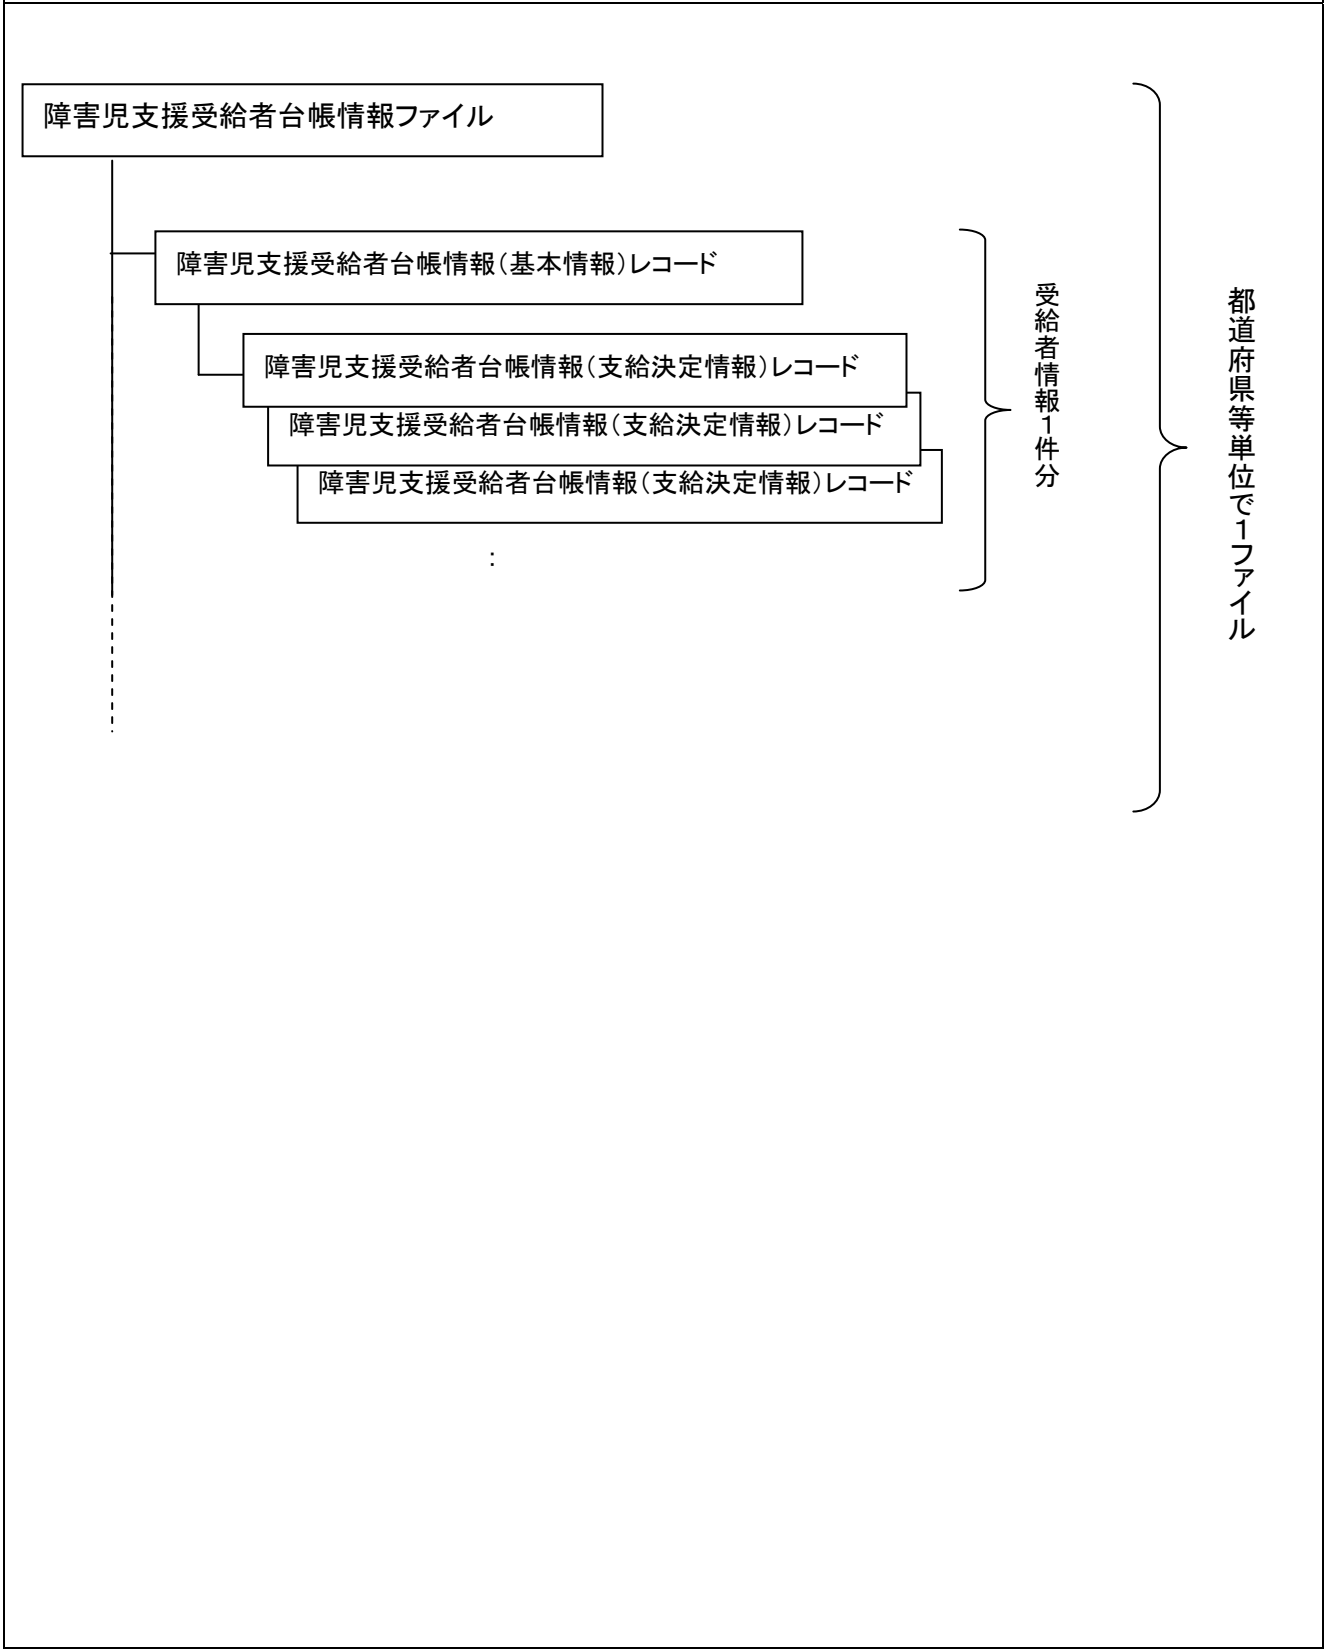 障害児支援受給者台帳情報ファイル
障害児支援受給者台帳情報（基本情報）レコード
障害児支援受給者台帳情報（支給決定情報）レコード
障害児支援受給者台帳情報（支給決定情報）レコード
障害児支援受給者台帳情報（支給決定情報）レコード
：
受給者情報１件分
都道府県等単位で１ファイル